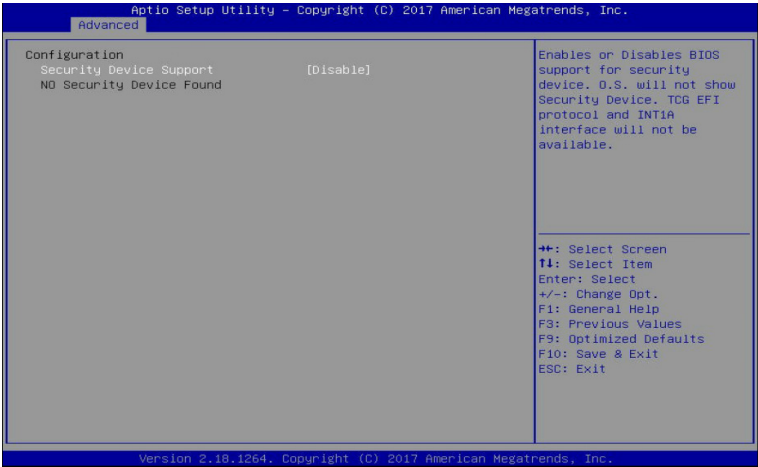 Aptio Setup Utility – Copyright (C) 2017 American Megatrends, Inc.
Advanced
Configuration
Security Device Support [Disable]
NO Security Device Found
Enables or Disables BIOS
support for security
device. O.S. will not show
Security Device. TCG EFI
protocol and INT1A
interface will not be
available.
→←: Select Screen
↑↓: Select Item
Enter: Select
+/-: Change Opt.
F1: General Help
F3: Previous Values
F9: Optimized Defaults
F10: Save & Exit
ESC: Exit
Version 2.18.1264. Copyright (C) 2017 American Megatrends, Inc.